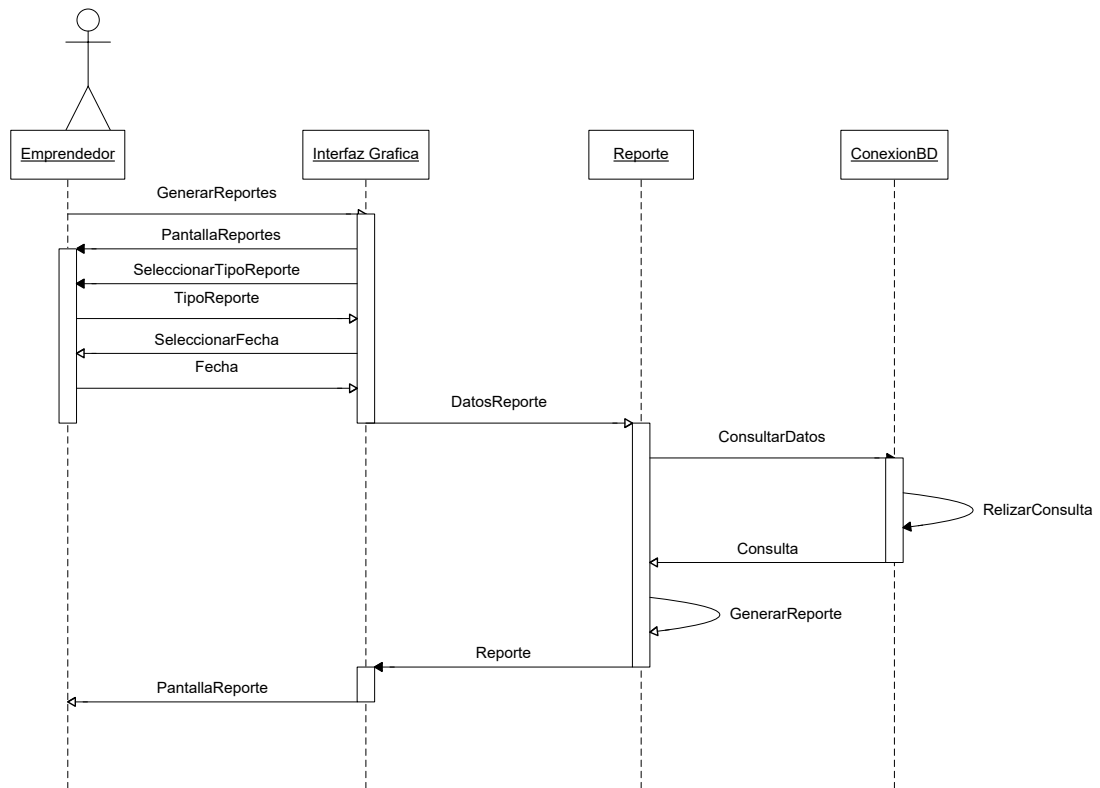 Emprendedor
Interfaz Grafica
Reporte
ConexionBD
GenerarReportes
PantallaReportes
SeleccionarTipoReporte
TipoReporte
SeleccionarFecha
Fecha
DatosReporte
ConsultarDatos
RelizarConsulta
Consulta
GenerarReporte
Reporte
PantallaReporte